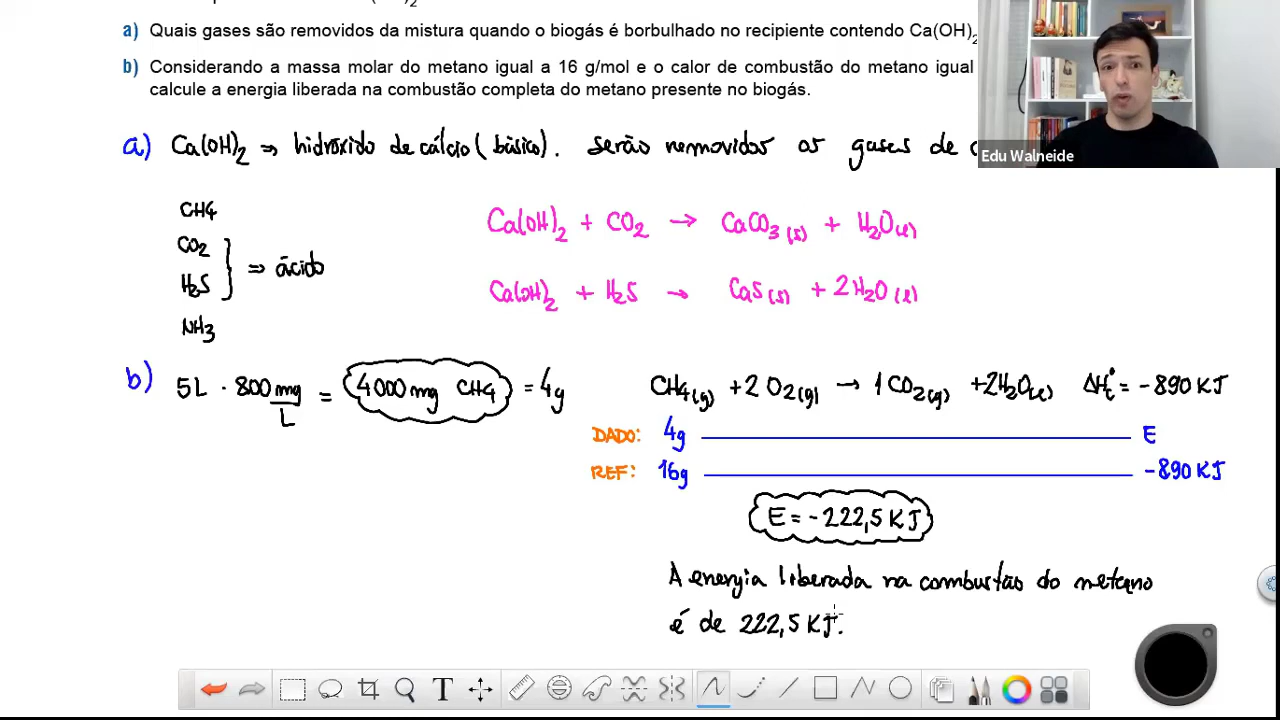 a) Quais gases são removidos da mistura quando o biogás é borbulhado no recipiente contendo Ca(OH)2
b) Considerando a massa molar do metano igual a 16 g/mol e o calor de combustão do metano igual
calcule a energia liberada na combustão completa do metano presente no biogás.
Edu Walneide
a) Ca(OH)2 ⇒ hidróxido de cálcio (básico). Serão removidos os gases de
CH4
CO2
H2S
⇒ ácido
NH3
Ca(OH)2 + CO2 → CaCO3(s) + H2O(l)
Ca(OH)2 + H2S → CaS(s) + 2H2O(l)
b) 5L · 800 mg/L = 4000 mg CH4 = 4g
CH4(g) + 2 O2(g) → 1 CO2(g) + 2H2O(l) ΔH°c = -890 KJ
DADO: 4g E
REF: 16g -890 KJ
E = -222,5 KJ
A energia liberada na combustão do metano
é de 222,5 KJ.
T